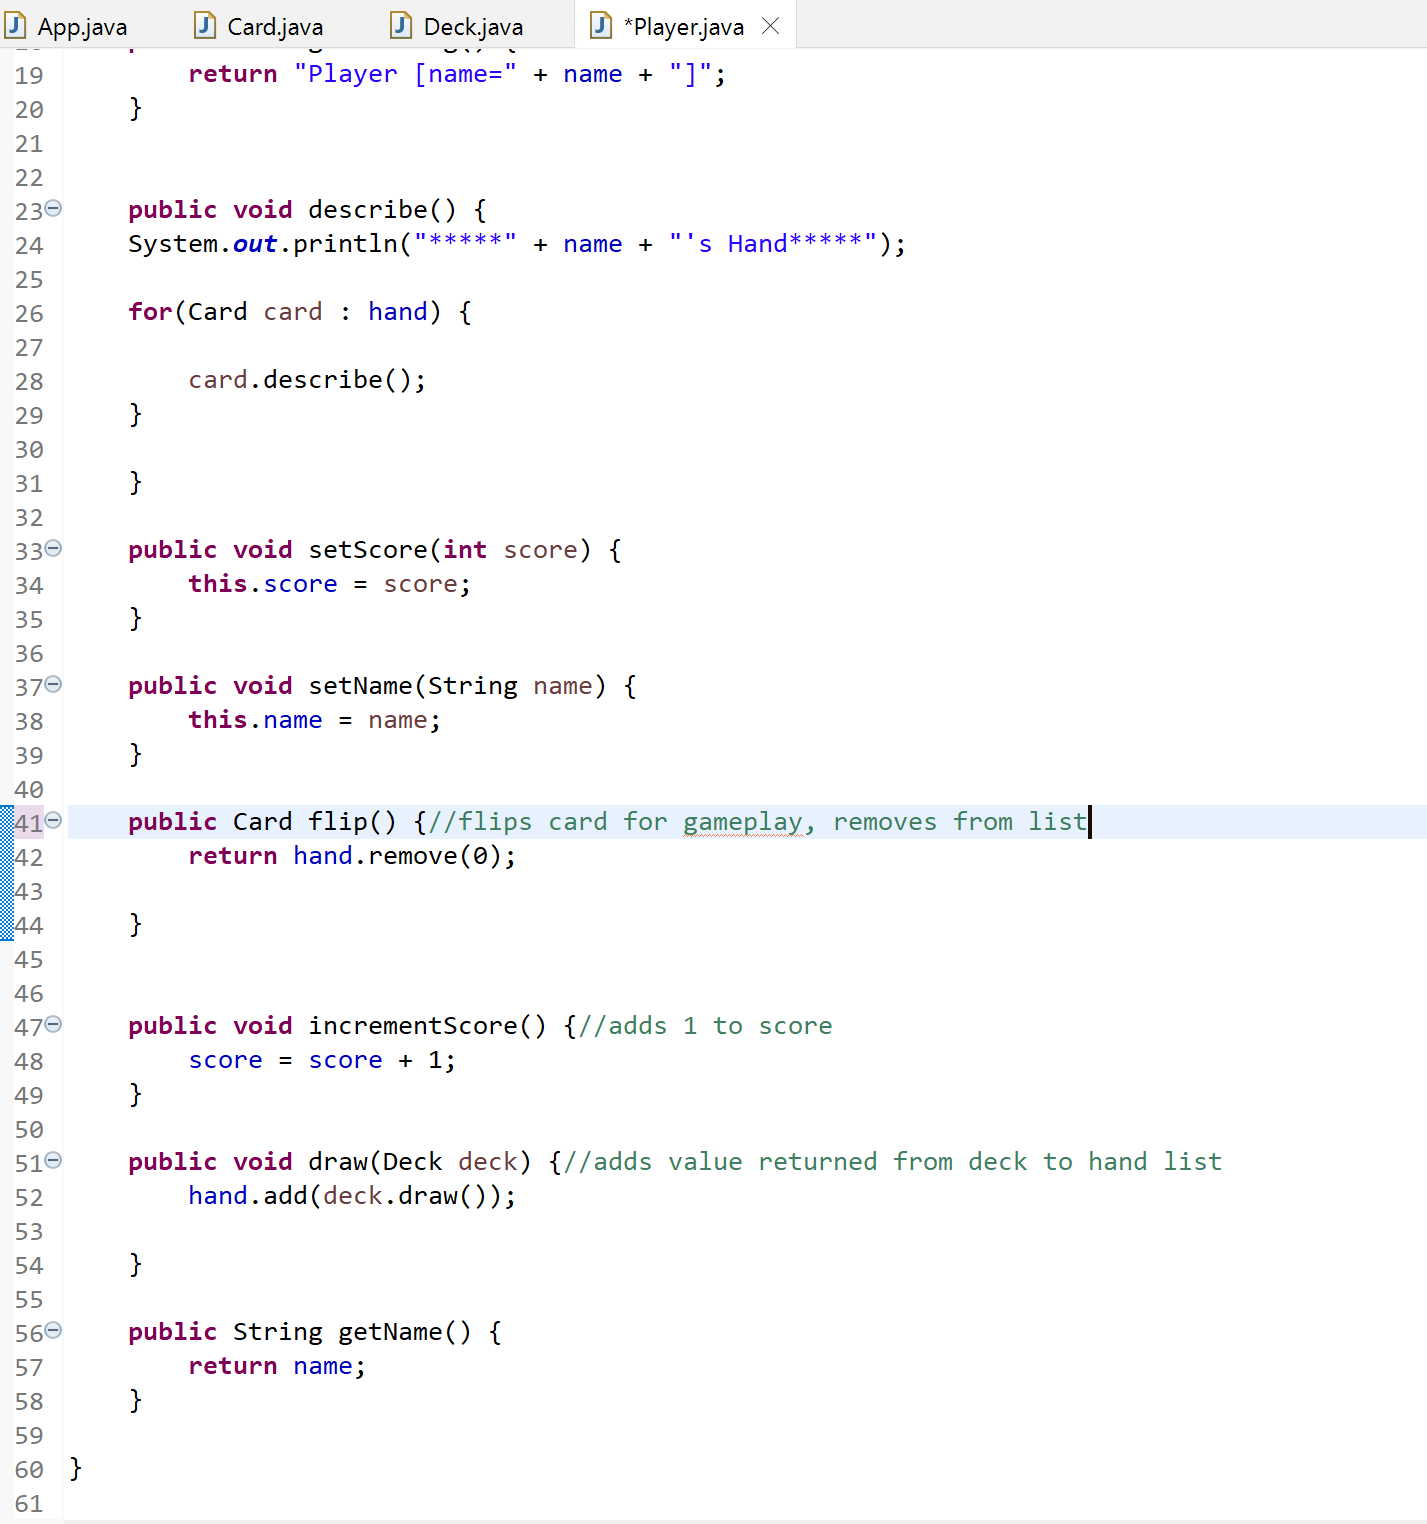 App.java Card.java Deck.java *Player.java
19 return "Player [name=" + name + "]";
20 }
21
22
23 public void describe() {
24 System.out.println("*****" + name + "'s Hand*****");
25
26 for(Card card : hand) {
27
28 card.describe();
29 }
30
31 }
32
33 public void setScore(int score) {
34 this.score = score;
35 }
36
37 public void setName(String name) {
38 this.name = name;
39 }
40
41 public Card flip() {//flips card for gameplay, removes from list
42 return hand.remove(0);
43
44 }
45
46
47 public void incrementScore() {//adds 1 to score
48 score = score + 1;
49 }
50
51 public void draw(Deck deck) {//adds value returned from deck to hand list
52 hand.add(deck.draw());
53
54 }
55
56 public String getName() {
57 return name;
58 }
59
60 }
61